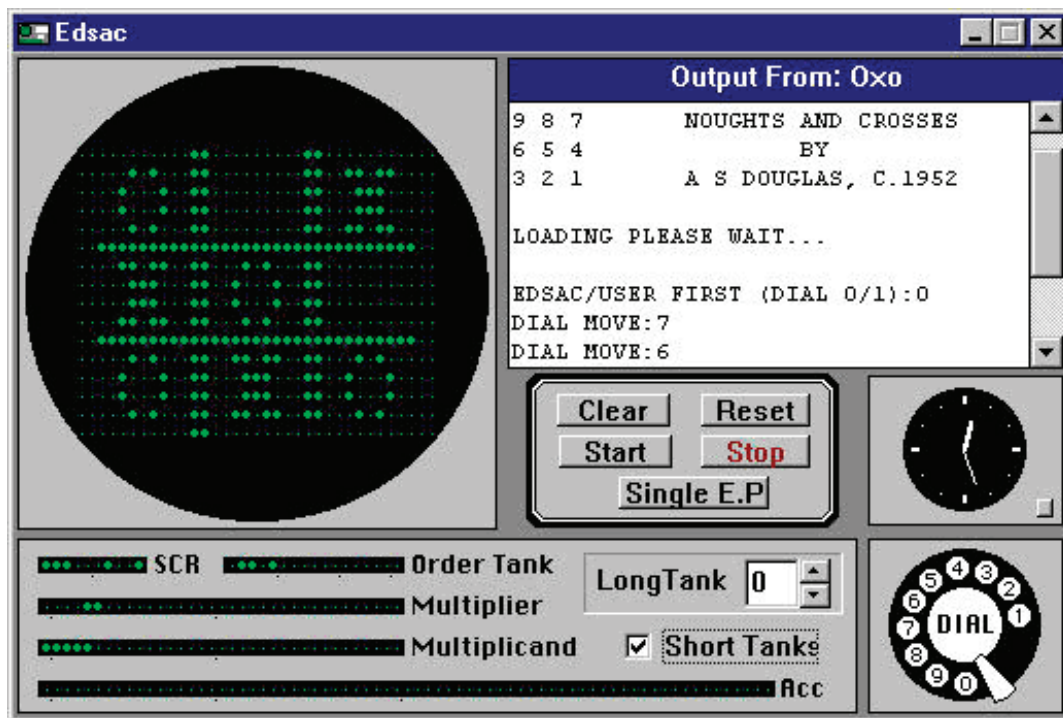 Edsac
Output From: Oxo
9 8 7 NOUGHTS AND CROSSES
6 5 4 BY
3 2 1 A S DOUGLAS, C.1952
LOADING PLEASE WAIT...
EDSAC/USER FIRST (DIAL 0/1):0
DIAL MOVE:7
DIAL MOVE:6
Clear Reset
Start Stop
Single E.P
SCR Order Tank
Multiplier
Multiplicand
Acc
LongTank 0
Short Tanks
1 2 3 4 5 6 7 8 9 0
DIAL